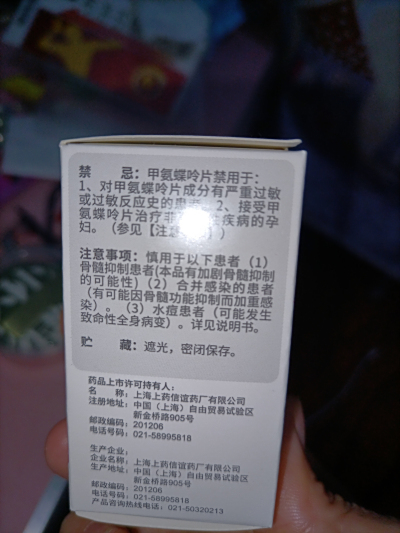 禁 忌：甲氨蝶呤片禁用于：
1、对甲氨蝶呤片成分有严重过敏
或过敏反应史的患者 2、接受甲
氨蝶呤片治疗非 疾病的孕
妇。（参见【注 】）
注意事项：慎用于以下患者（1）
骨髓抑制患者(本品有加剧骨髓抑制
的可能性)（2）合并感染的患者
(有可能因骨髓功能抑制而加重感
染）。（3）水痘患者（可能发生
致命性全身病变）。详见说明书。
贮 藏：遮光，密闭保存。
药品上市许可持有人：
名 称：上海上药信谊药厂有限公司
注册地址：中国（上海）自由贸易试验区
新金桥路905号
邮政编码：201206
电话号码：021-58995818
生产企业：
企业名称：上海上药信谊药厂有限公司
生产地址：中国（上海）自由贸易试验区
新金桥路905号
邮政编码：201206
电话号码：021-58995818
产品咨询热线电话：021-50320213